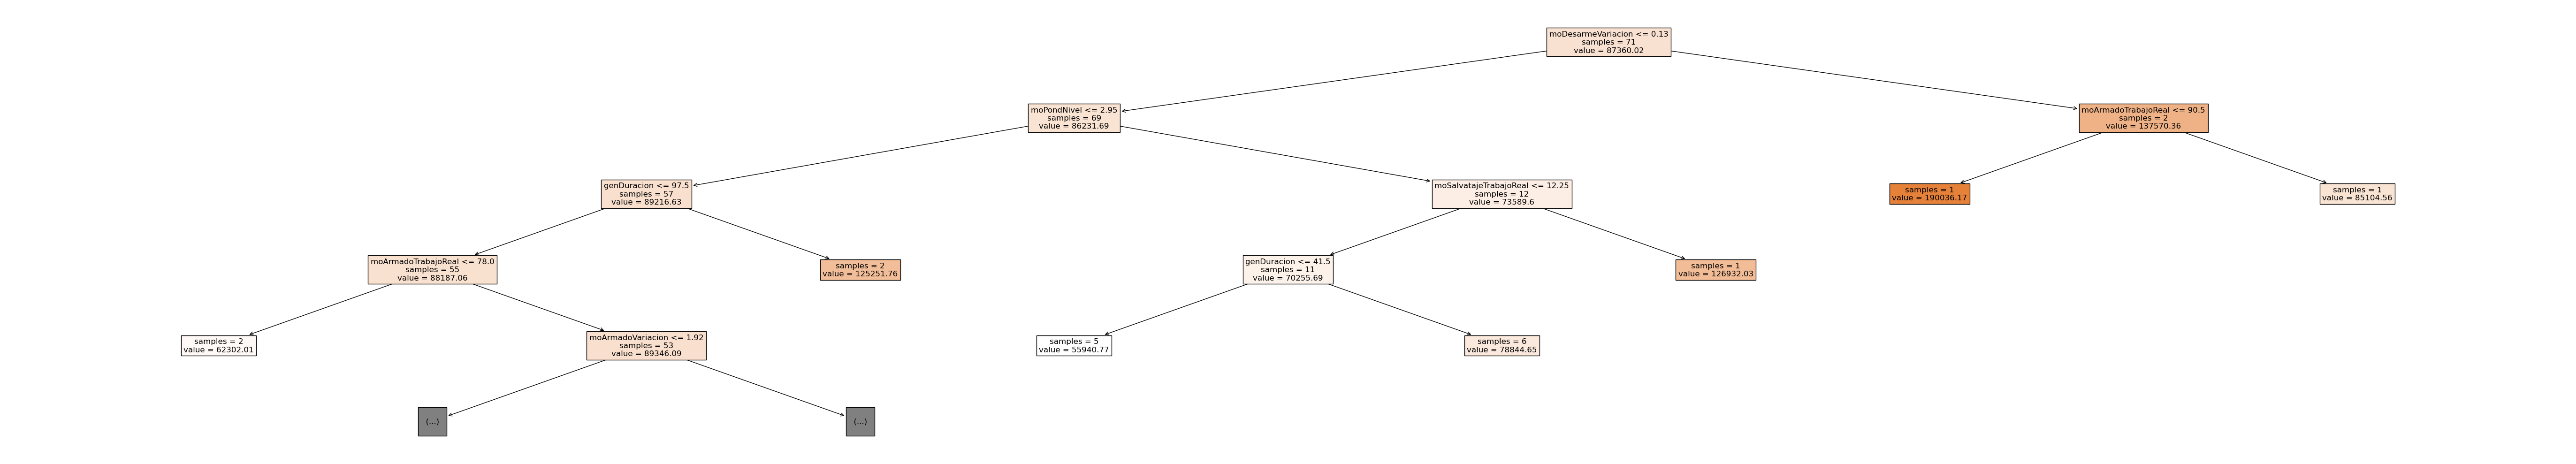 moDesarmeVariacion <= 0.13
samples = 71
value = 87360.02
moPondNivel <= 2.95
samples = 69
value = 86231.69
moArmadoTrabajoReal <= 90.5
samples = 2
value = 137570.36
genDuracion <= 97.5
samples = 57
value = 89216.63
moSalvatajeTrabajoReal <= 12.25
samples = 12
value = 73589.6
samples = 1
value = 190036.17
samples = 1
value = 85104.56
moArmadoTrabajoReal <= 78.0
samples = 55
value = 88187.06
samples = 2
value = 125251.76
genDuracion <= 41.5
samples = 11
value = 70255.69
samples = 1
value = 126932.03
samples = 2
value = 62302.01
moArmadoVariacion <= 1.92
samples = 53
value = 89346.09
samples = 5
value = 55940.77
samples = 6
value = 78844.65
(...)
(...)